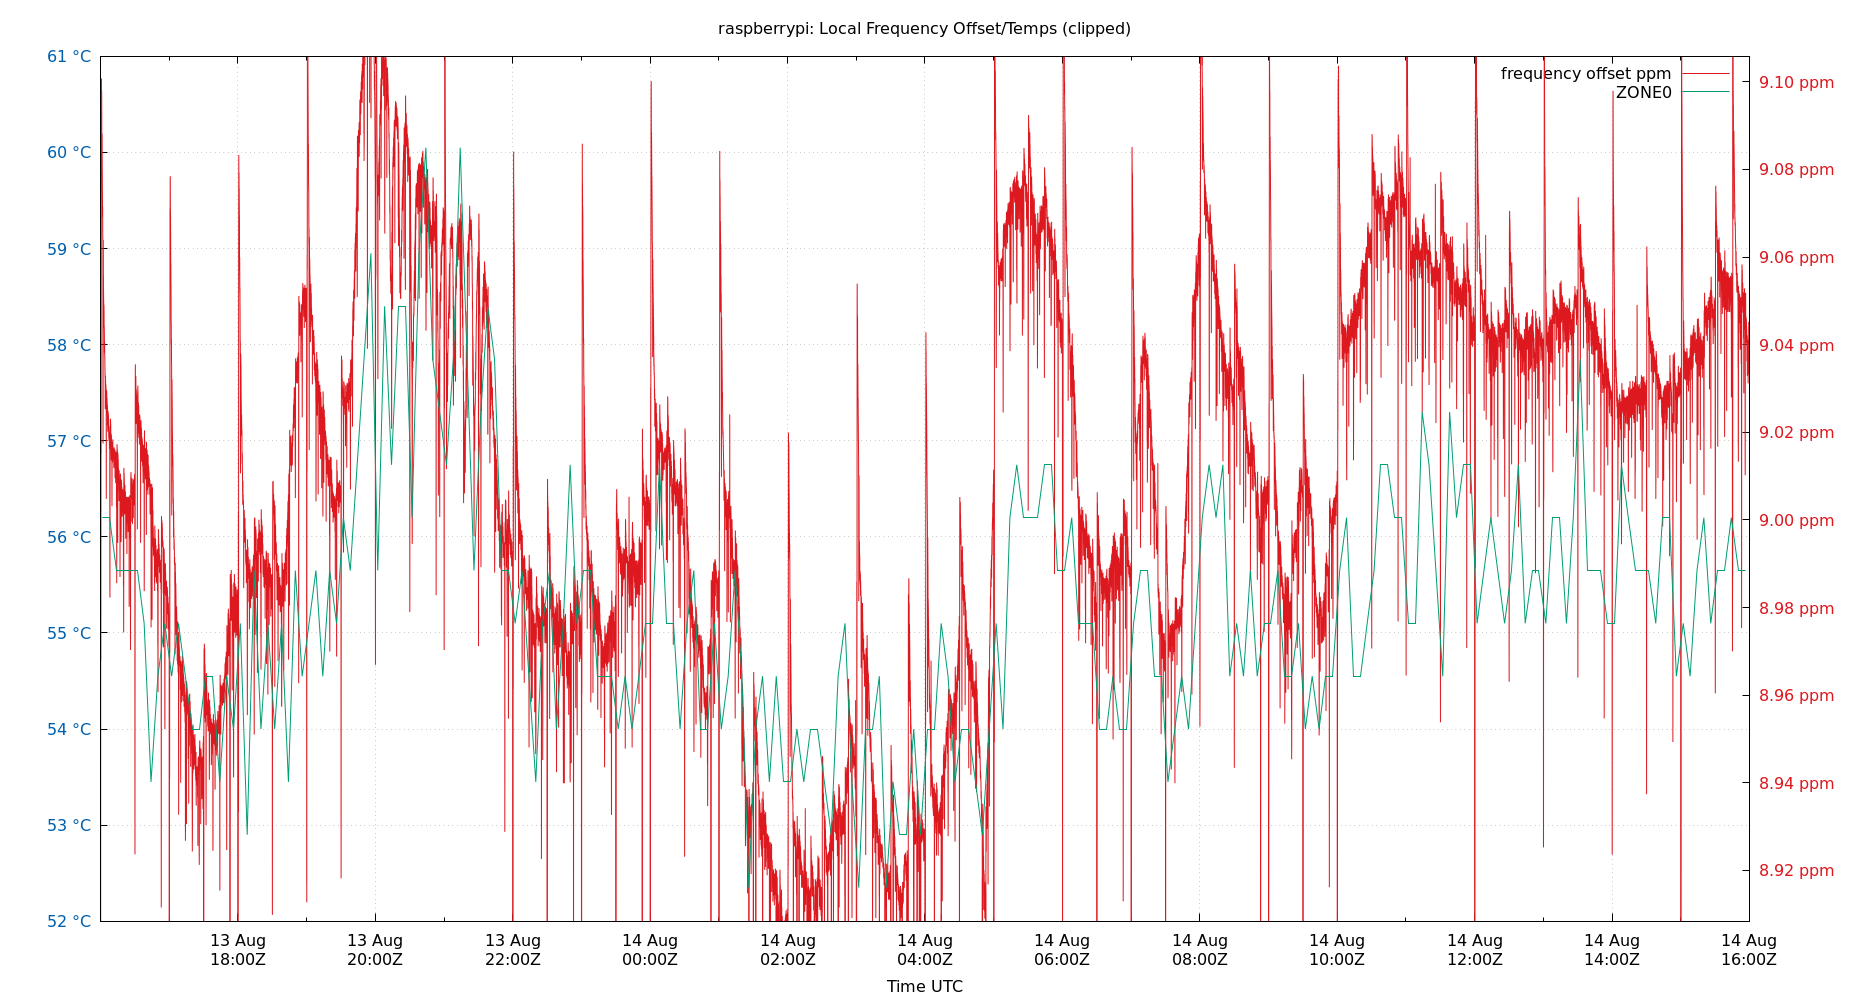 raspberrypi: Local Frequency Offset/Temps (clipped)
61 °C
60 °C
59 °C
58 °C
57 °C
56 °C
55 °C
54 °C
53 °C
52 °C
frequency offset ppm
ZONE0
9.10 ppm
9.08 ppm
9.06 ppm
9.04 ppm
9.02 ppm
9.00 ppm
8.98 ppm
8.96 ppm
8.94 ppm
8.92 ppm
13 Aug 13 Aug 13 Aug 14 Aug 14 Aug 14 Aug 14 Aug 14 Aug 14 Aug 14 Aug 14 Aug 14 Aug
18:00Z 20:00Z 22:00Z 00:00Z 02:00Z 04:00Z 06:00Z 08:00Z 10:00Z 12:00Z 14:00Z 16:00Z
Time UTC